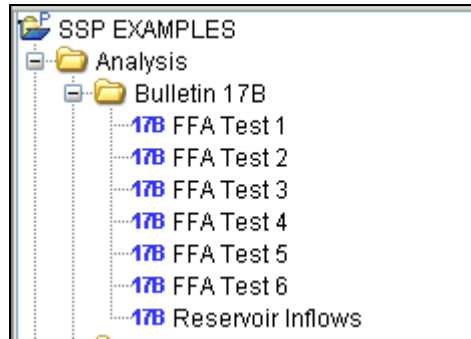 SSP EXAMPLES
Analysis
Bulletin 17B
17B FFA Test 1
17B FFA Test 2
17B FFA Test 3
17B FFA Test 4
17B FFA Test 5
17B FFA Test 6
17B Reservoir Inflows